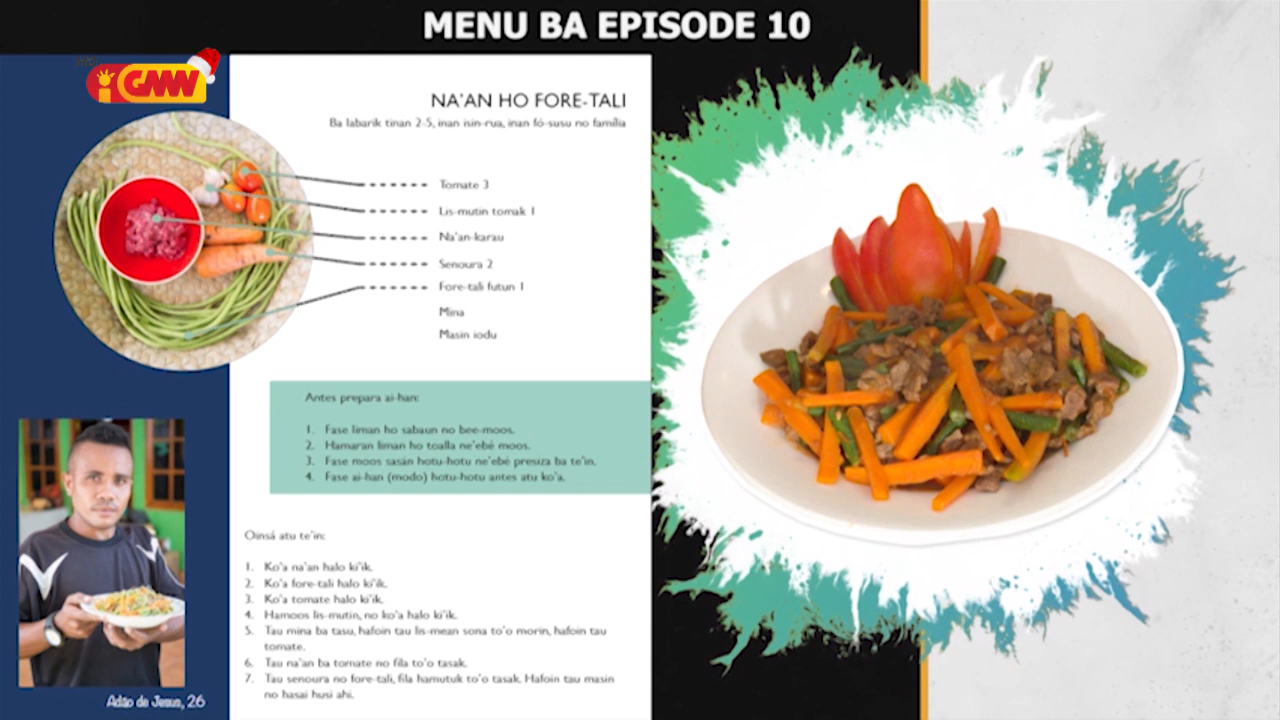 MENU BA EPISODE 10
GMN
NA'AN HO FORE-TALI
Ba labarik tinan 2-5, inan isin-rua, inan fó-susu no família
Tomate 3
Lis-mutin tomak 1
Na'an-karau
Senoura 2
Fore-tali futun 1
Mina
Masin iodu
Antes prepara ai-han:
1. Fase liman ho sabaun no bee-moos.
2. Hamaran liman ho toalla ne'ebé moos.
3. Fase moos sasán hotu-hotu ne'ebé presiza ba te'in.
4. Fase ai-han (modo) hotu-hotu antes atu ko'a.
Oinsá atu te'in:
1. Ko'a na'an halo ki'ik.
2. Ko'a fore-tali halo ki'ik.
3. Ko'a tomate halo ki'ik.
4. Hamoos lis-mutin, no ko'a halo ki'ik.
5. Tau mina ba tasu, hafoin tau lis-mean sona to'o morin, hafoin tau
tomate.
6. Tau na'an ba tomate no fila to'o tasak.
7. Tau senoura no fore-tali, fila hamutuk to'o tasak. Hafoin tau masin
no hasai husi ahi.
Adão de Jesus, 26